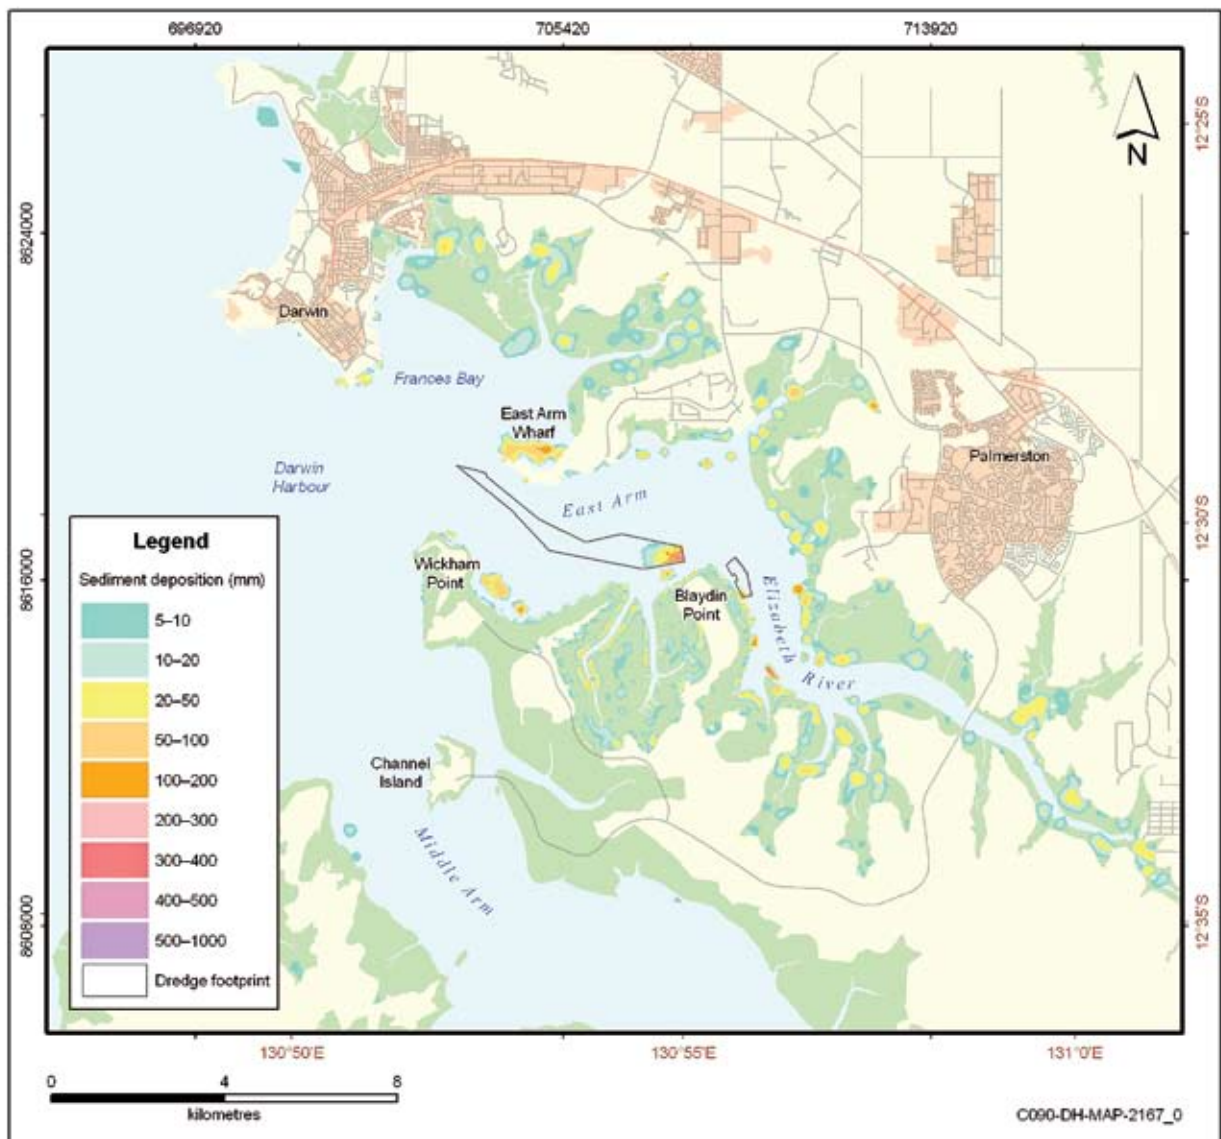 696920 705420 713920
12°25'S
N
8624000
Darwin
Frances Bay
East Arm
Wharf
Palmerston
Darwin
Harbour
East Arm
12°30'S
Legend
Sediment deposition (mm)
5–10
10–20
20–50
50–100
100–200
200–300
300–400
400–500
500–1000
Dredge footprint
Wickham
Point
8616000
Blaydin
Point
Elizabeth River
Channel
Island
Middle Arm
8608000
12°35'S
130°50'E 130°55'E 131°0'E
0 4 8
kilometres
C090-DH-MAP-2167_0